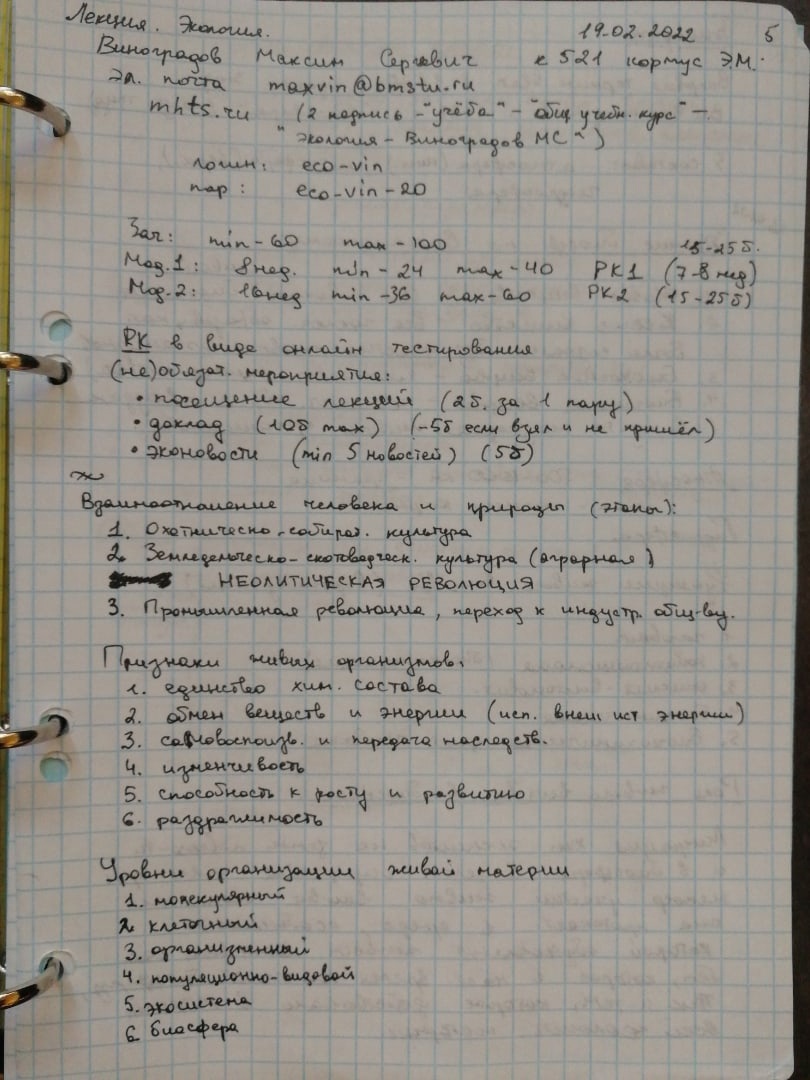 Лекция. Экология. 19.02.2022 5
Виноградов Максим Сергевич к 521 корпус Э.М.
Эл. почта maxvin@bmstu.ru
mhts.ru (2 надпись - "учёба" - "общ учебн. курс" -
"экология - Виноградов МС")
логин: eco-vin
пар: eco-vin-20
Зач: min-60 max-100 15-25б.
Мод.1: 8нед. min-24 max-40 РК1 (7-8 нед)
Мод.2: 16нед min-36 max-60 РК2 (15-25б)
РК в виде онлайн тестирования
(не)обязат. мероприятия:
• посещение лекций (2б. за 1 пару)
• доклад (10б max) (-5б если взял и не пришёл)
• эконовости (min 5 новостей) (5б)
Взаимоотношение человека и природы (этапы):
1. Охотническо-собират. культура
2. Земледельческо-скотоводческ. культура (аграрная)
НЕОЛИТИЧЕСКАЯ РЕВОЛЮЦИЯ
3. Промышленная революция, переход к индустр. общ-ву.
Признаки живых организмов:
1. единство хим. состава
2. обмен веществ и энергии (исп. внеш ист энергии)
3. самовоспоизв. и передача наследств.
4. изменчивость
5. способность к росту и развитию
6. раздражимость
Уровни организации живой материи
1. молекулярный
2. клеточный
3. организменный
4. популяционно-видовой
5. экосистема
6. биосфера